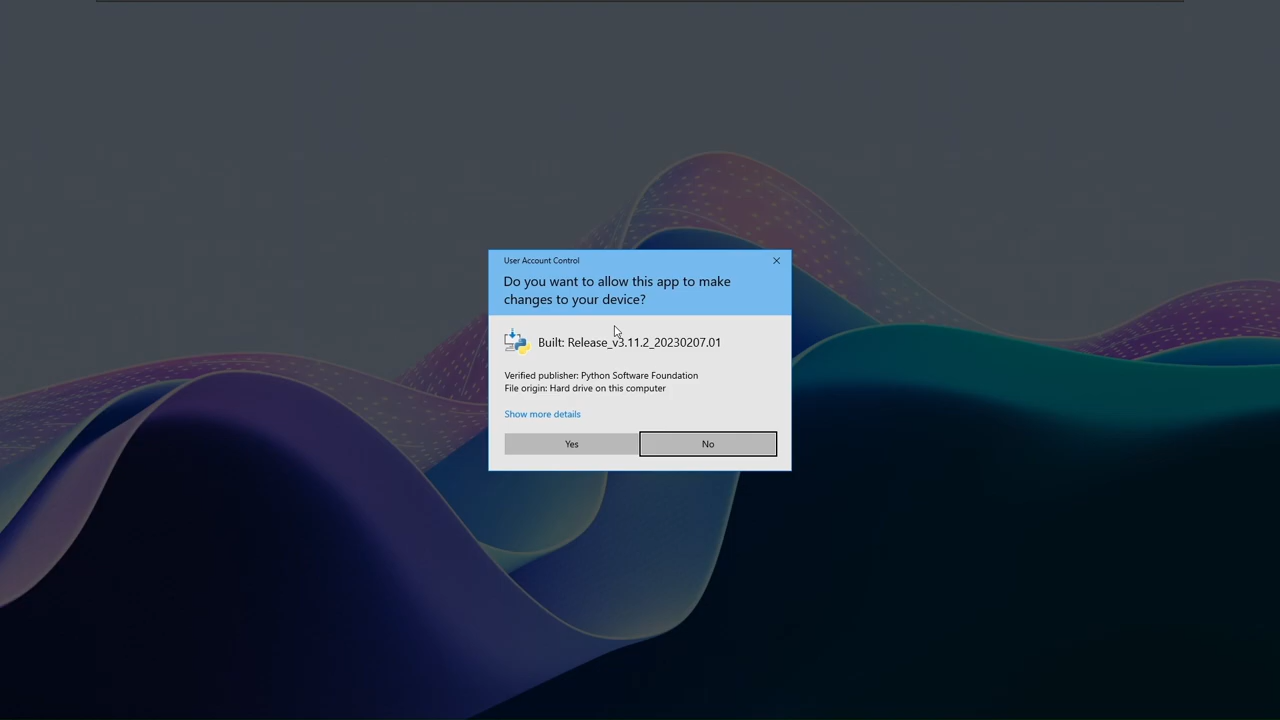 User Account Control
Do you want to allow this app to make
changes to your device?
Built: Release_v3.11.2_20230207.01
Verified publisher: Python Software Foundation
File origin: Hard drive on this computer
Show more details
Yes
No